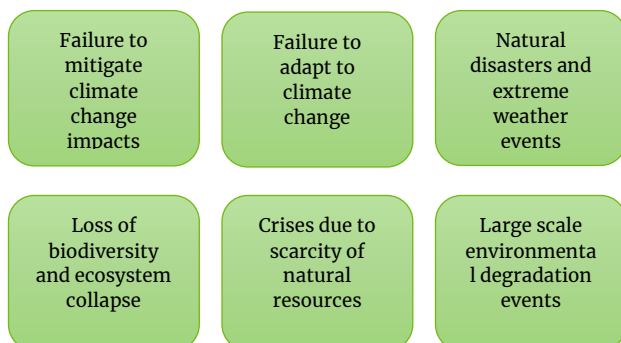 Failure to
mitigate
climate
change
impacts
Failure to
adapt to
climate
change
Natural
disasters and
extreme
weather
events
Loss of
biodiversity
and ecosystem
collapse
Crises due to
scarcity of
natural
resources
Large scale
environmenta
l degradation
events